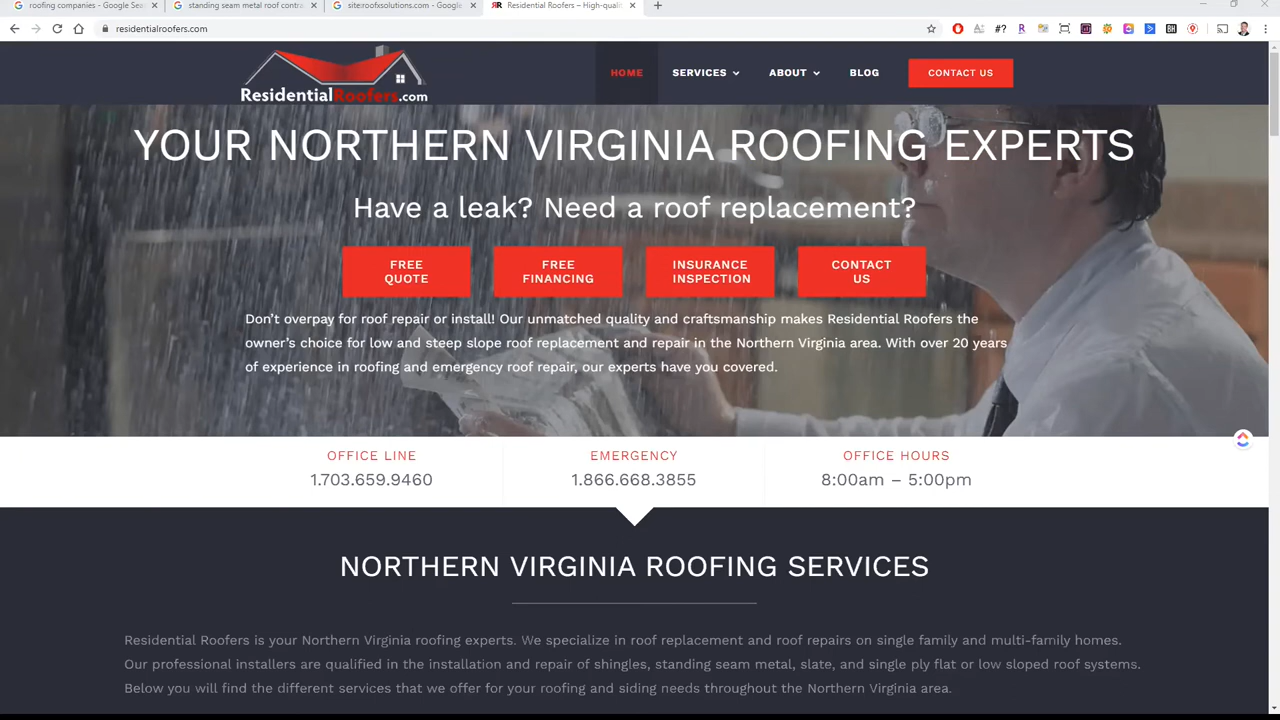 roofing companies - Google Sea
standing seam metal roof contra
site:roofxsolutions.com - Google
Residential Roofers – High-quali
residentialroofers.com
#?
ResidentialRoofers.com
HOME
SERVICES
ABOUT
BLOG
CONTACT US
YOUR NORTHERN VIRGINIA ROOFING EXPERTS
Have a leak? Need a roof replacement?
FREE
QUOTE
FREE
FINANCING
INSURANCE
INSPECTION
CONTACT
US
Don’t overpay for roof repair or install! Our unmatched quality and craftsmanship makes Residential Roofers the
owner’s choice for low and steep slope roof replacement and repair in the Northern Virginia area. With over 20 years
of experience in roofing and emergency roof repair, our experts have you covered.
OFFICE LINE
1.703.659.9460
EMERGENCY
1.866.668.3855
OFFICE HOURS
8:00am – 5:00pm
NORTHERN VIRGINIA ROOFING SERVICES
Residential Roofers is your Northern Virginia roofing experts. We specialize in roof replacement and roof repairs on single family and multi-family homes.
Our professional installers are qualified in the installation and repair of shingles, standing seam metal, slate, and single ply flat or low sloped roof systems.
Below you will find the different services that we offer for your roofing and siding needs throughout the Northern Virginia area.